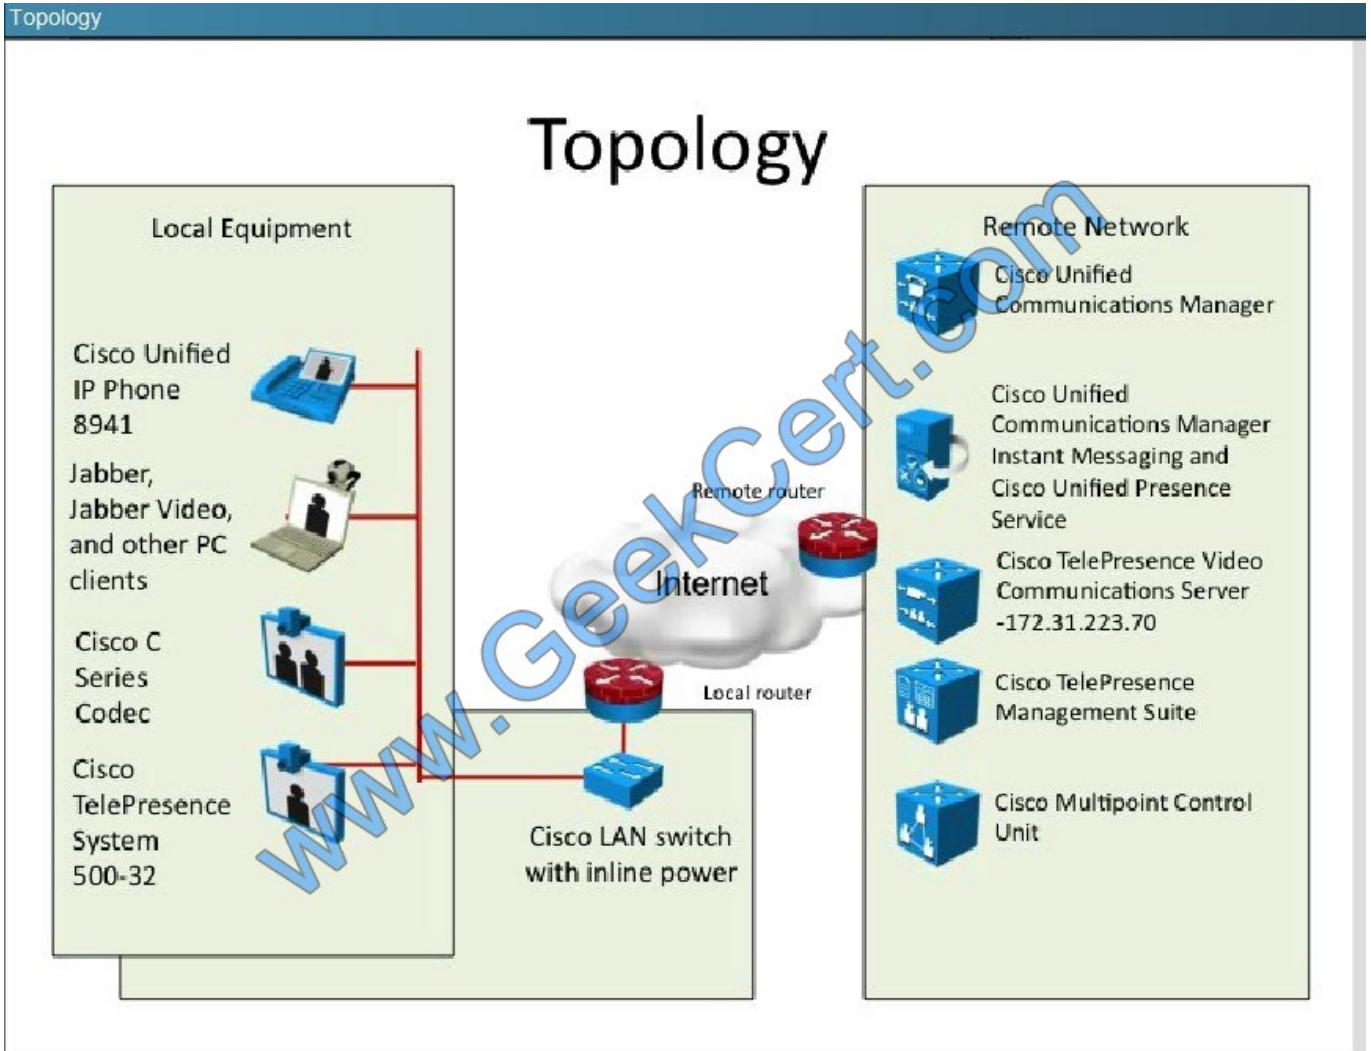 Topology
Topology
Local Equipment
Cisco Unified
IP Phone
8941
Jabber,
Jabber Video,
and other PC
clients
Cisco C
Series
Codec
Cisco
TelePresence
System
500-32
Cisco LAN switch
with inline power
Local router
Internet
Remote router
Remote Network
Cisco Unified
Communications Manager
Cisco Unified
Communications Manager
Instant Messaging and
Cisco Unified Presence
Service
Cisco TelePresence Video
Communications Server
-172.31.223.70
Cisco TelePresence
Management Suite
Cisco Multipoint Control
Unit
www.GeekCert.com